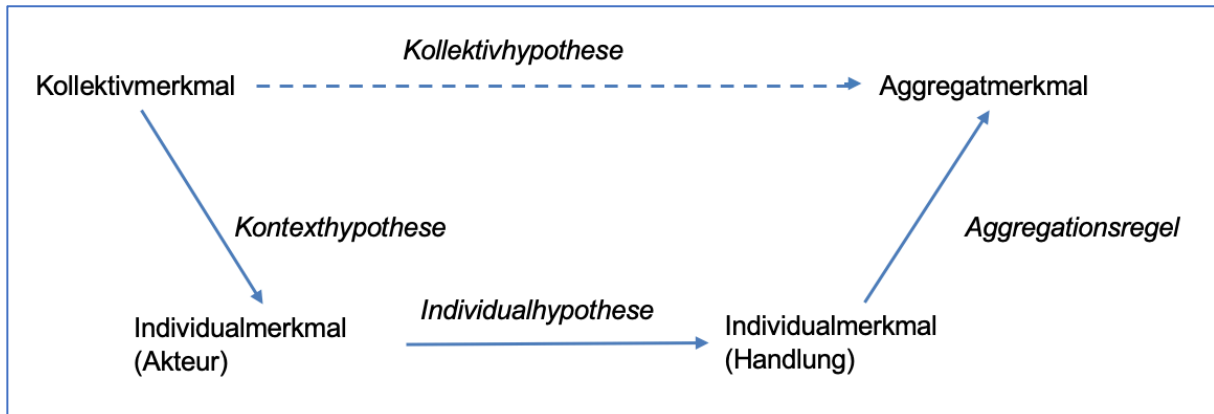 Kollektivhypothese
Kollektivmerkmal
Aggregatmerkmal
Kontexthypothese
Aggregationsregel
Individualhypothese
Individualmerkmal
(Akteur)
Individualmerkmal
(Handlung)